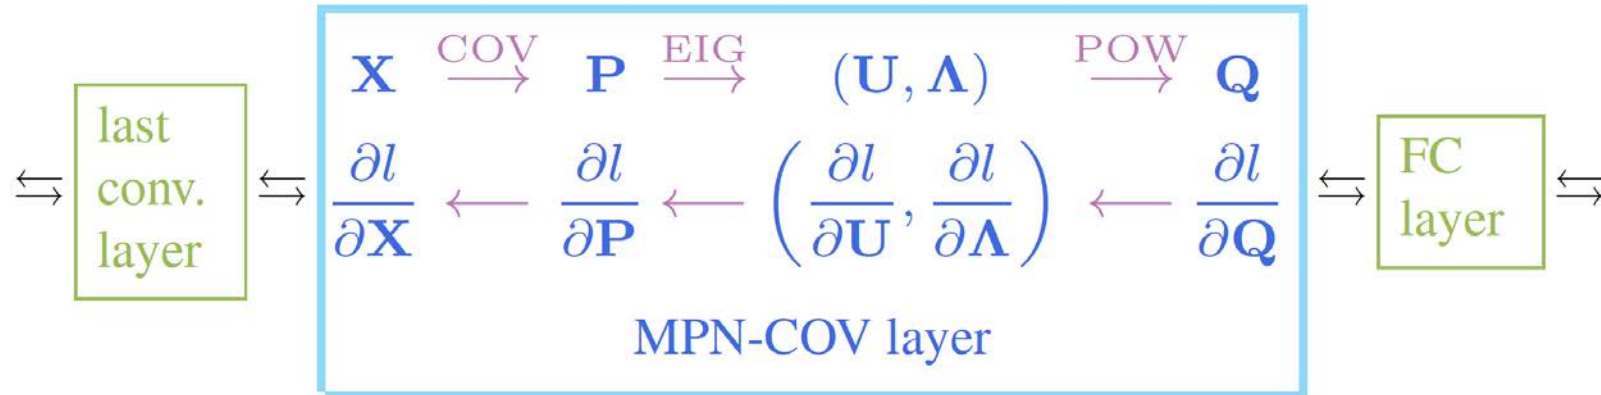 last
conv.
layer
X COV→ P EIG→ (U, Λ) POW→ Q
∂l/∂X ← ∂l/∂P ← (∂l/∂U, ∂l/∂Λ) ← ∂l/∂Q
MPN-COV layer
FC
layer